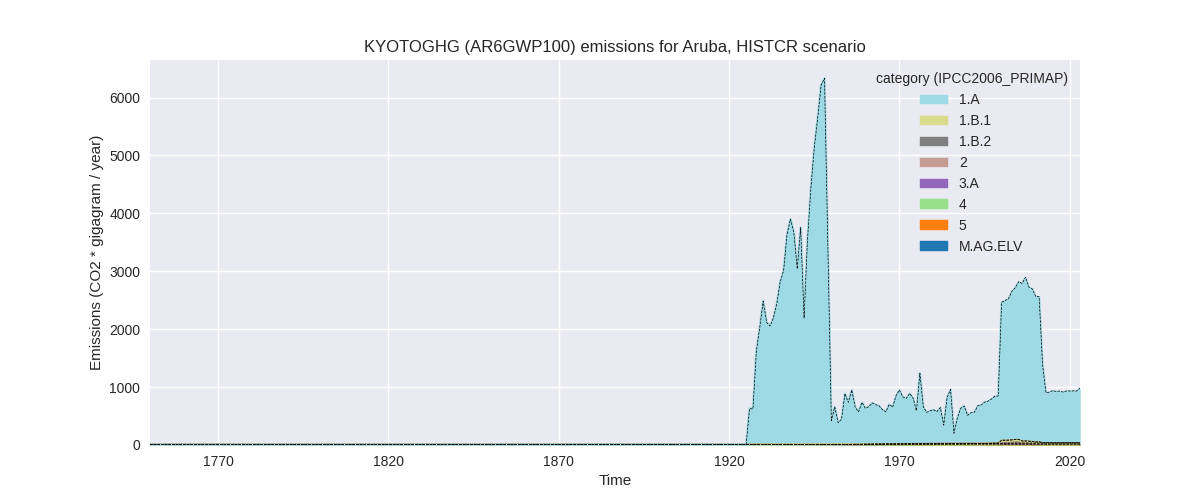 KYOTOGHG (AR6GWP100) emissions for Aruba, HISTCR scenario
category (IPCC2006_PRIMAP)
1.A
1.B.1
1.B.2
2
3.A
4
5
M.AG.ELV
Emissions (CO2 * gigagram / year)
6000
5000
4000
3000
2000
1000
0
1770
1820
1870
1920
1970
2020
Time